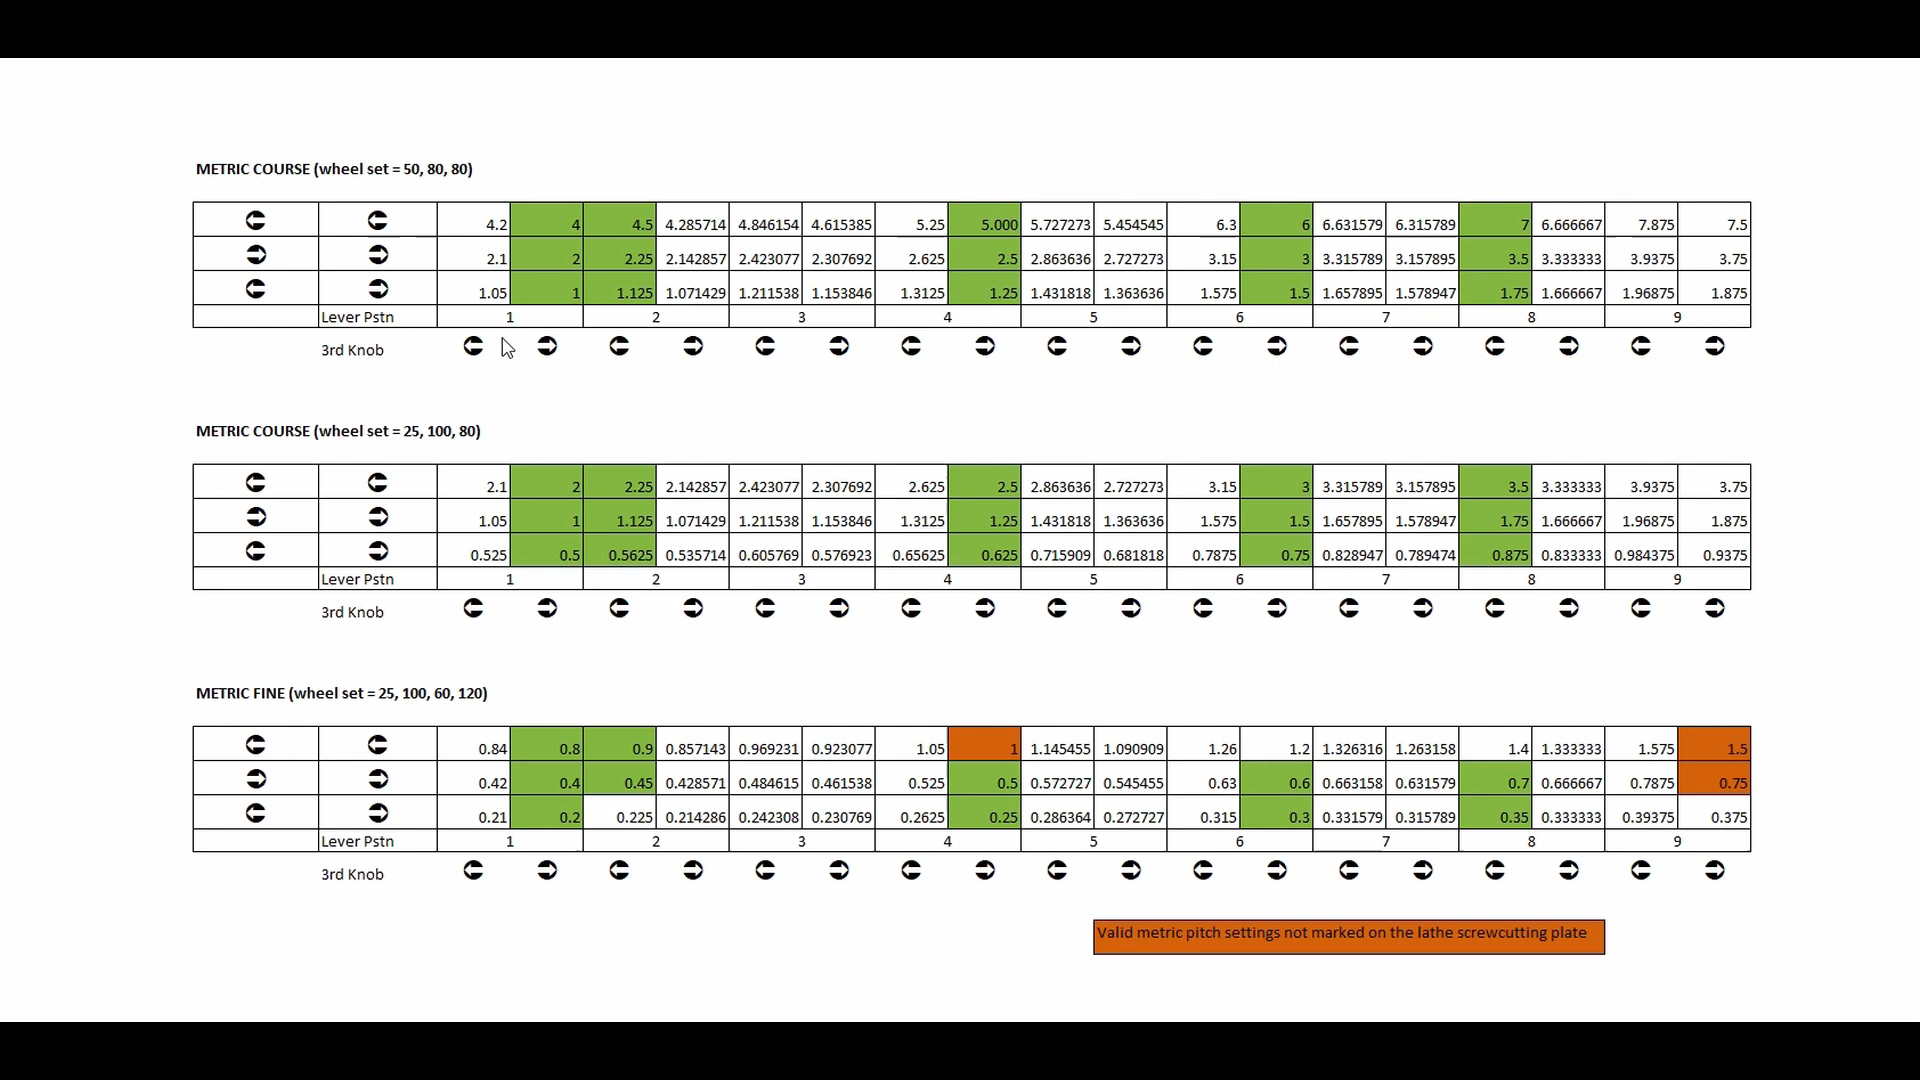 METRIC COURSE (wheel set = 50, 80, 80)
4.2 4 4.5 4.285714 4.846154 4.615385 5.25 5.000 5.727273 5.454545 6.3 6 6.631579 6.315789 7 6.666667 7.875 7.5
2.1 2 2.25 2.142857 2.423077 2.307692 2.625 2.5 2.863636 2.727273 3.15 3 3.315789 3.157895 3.5 3.333333 3.9375 3.75
1.05 1 1.125 1.071429 1.211538 1.153846 1.3125 1.25 1.431818 1.363636 1.575 1.5 1.657895 1.578947 1.75 1.666667 1.96875 1.875
Lever Pstn 1 2 3 4 5 6 7 8 9
3rd Knob
METRIC COURSE (wheel set = 25, 100, 80)
2.1 2 2.25 2.142857 2.423077 2.307692 2.625 2.5 2.863636 2.727273 3.15 3 3.315789 3.157895 3.5 3.333333 3.9375 3.75
1.05 1 1.125 1.071429 1.211538 1.153846 1.3125 1.25 1.431818 1.363636 1.575 1.5 1.657895 1.578947 1.75 1.666667 1.96875 1.875
0.525 0.5 0.5625 0.535714 0.605769 0.576923 0.65625 0.625 0.715909 0.681818 0.7875 0.75 0.828947 0.789474 0.875 0.833333 0.984375 0.9375
Lever Pstn 1 2 3 4 5 6 7 8 9
3rd Knob
METRIC FINE (wheel set = 25, 100, 60, 120)
0.84 0.8 0.9 0.857143 0.969231 0.923077 1.05 1 1.145455 1.090909 1.26 1.2 1.326316 1.263158 1.4 1.333333 1.575 1.5
0.42 0.4 0.45 0.428571 0.484615 0.461538 0.525 0.5 0.572727 0.545455 0.63 0.6 0.663158 0.631579 0.7 0.666667 0.7875 0.75
0.21 0.2 0.225 0.214286 0.242308 0.230769 0.2625 0.25 0.286364 0.272727 0.315 0.3 0.331579 0.315789 0.35 0.333333 0.39375 0.375
Lever Pstn 1 2 3 4 5 6 7 8 9
3rd Knob
Valid metric pitch settings not marked on the lathe screwcutting plate